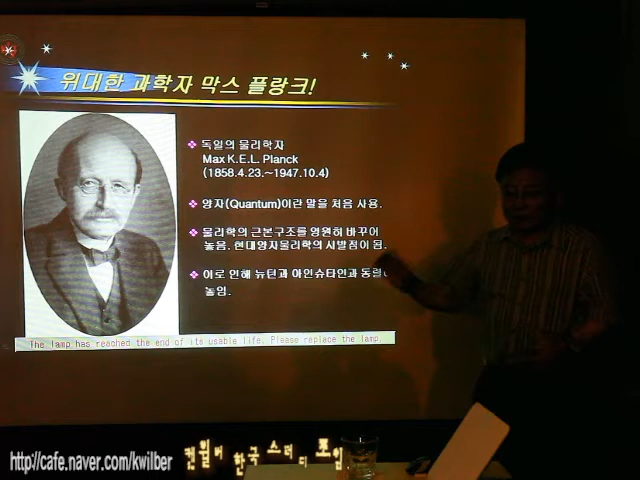 위대한 과학자 막스 플랑크!
독일의 물리학자
Max K.E.L. Planck
(1858.4.23.~1947.10.4)
양자(Quantum)이란 말을 처음 사용.
물리학의 근본구조를 영원히 바꾸어
놓음. 현대양자물리학의 시발점이 됨.
이로 인해 뉴턴과 아인슈타인과 동렬
놓임.
The lamp has reached the end of its usable life. Please replace the lamp.
http://cafe.naver.com/kwilber
켄 윌버 한국 스터디 모임.